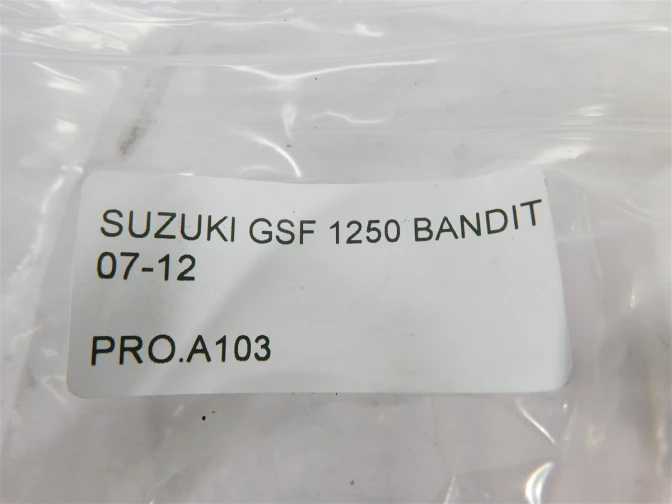 SUZUKI GSF 1250 BANDIT
07-12
PRO.A103